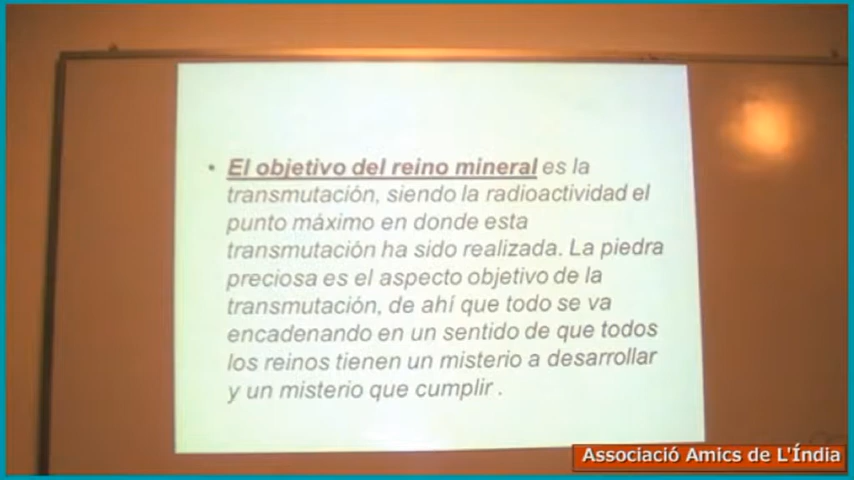 • El objetivo del reino mineral es la
transmutación, siendo la radioactividad el
punto máximo en donde esta
transmutación ha sido realizada. La piedra
preciosa es el aspecto objetivo de la
transmutación, de ahí que todo se va
encadenando en un sentido de que todos
los reinos tienen un misterio a desarrollar
y un misterio que cumplir .
Associació Amics de L'Índia